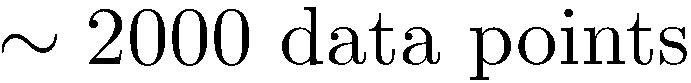 ∼ 2000 data points